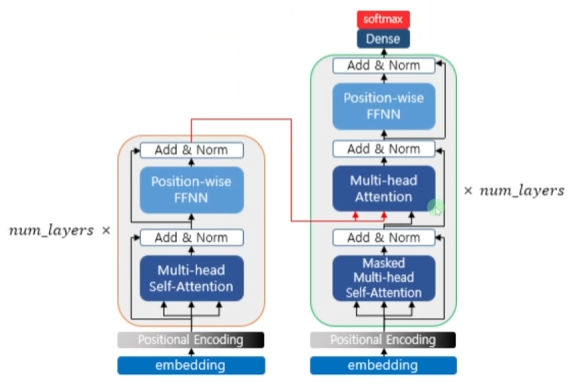 softmax
Dense
Add & Norm
Position-wise
FFNN
Add & Norm
Multi-head
Attention
Add & Norm
Masked
Multi-head
Self-Attention
Positional Encoding
embedding
× num_layers
Add & Norm
Position-wise
FFNN
Add & Norm
Multi-head
Self-Attention
Positional Encoding
embedding
num_layers ×